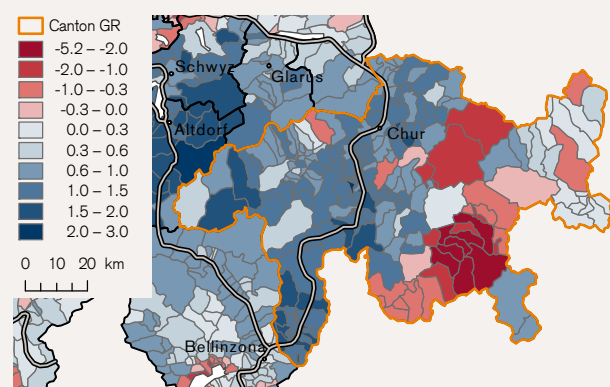 Canton GR
-5.2 – -2.0
-2.0 – -1.0
-1.0 – -0.3
-0.3 – 0.0
0.0 – 0.3
0.3 – 0.6
0.6 – 1.0
1.0 – 1.5
1.5 – 2.0
2.0 – 3.0
0 10 20 km
Schwyz
Glarus
Altdorf
Chur
Bellinzona